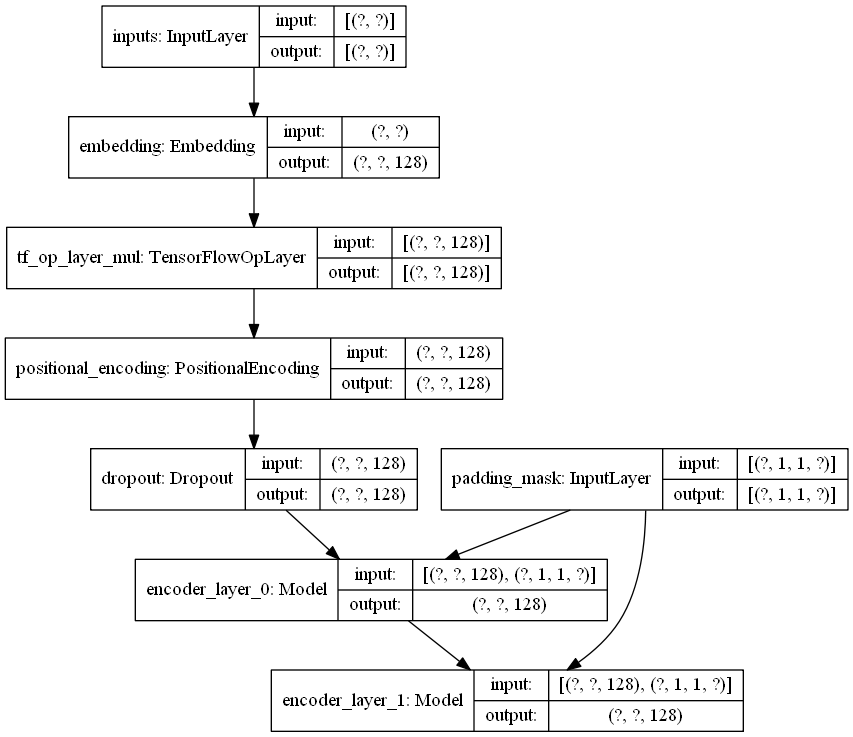 inputs: InputLayer
input: [(?, ?)]
output: [(?, ?)]
embedding: Embedding
input: (?, ?)
output: (?, ?, 128)
tf_op_layer_mul: TensorFlowOpLayer
input: [(?, ?, 128)]
output: [(?, ?, 128)]
positional_encoding: PositionalEncoding
input: (?, ?, 128)
output: (?, ?, 128)
dropout: Dropout
input: (?, ?, 128)
output: (?, ?, 128)
padding_mask: InputLayer
input: [(?, 1, 1, ?)]
output: [(?, 1, 1, ?)]
encoder_layer_0: Model
input: [(?, ?, 128), (?, 1, 1, ?)]
output: (?, ?, 128)
encoder_layer_1: Model
input: [(?, ?, 128), (?, 1, 1, ?)]
output: (?, ?, 128)